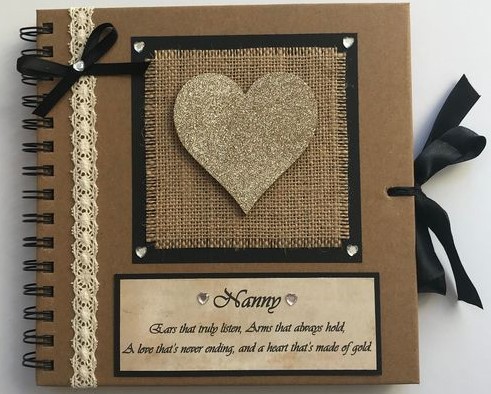 Nanny
Ears that truly listen, Arms that always hold,
A love that's never ending, and a heart that's made of gold.